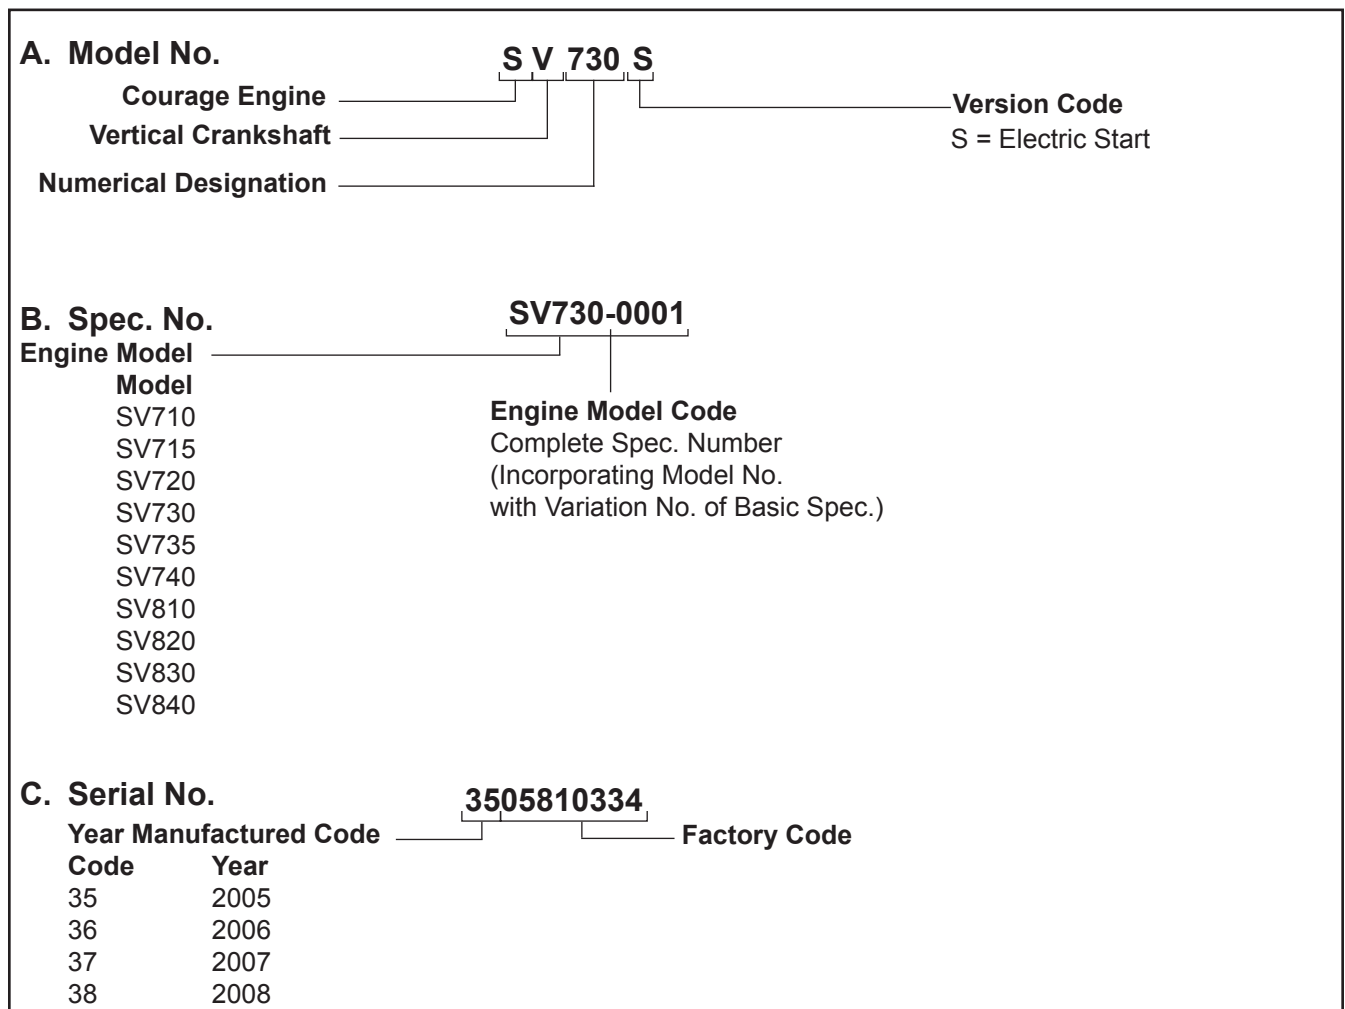 A. Model No.
S V 730 S
Courage Engine
Version Code
Vertical Crankshaft
S = Electric Start
Numerical Designation
B. Spec. No.
SV730-0001
Engine Model
Model
SV710
Engine Model Code
SV715
Complete Spec. Number
SV720
(Incorporating Model No.
SV730
with Variation No. of Basic Spec.)
SV735
SV740
SV810
SV820
SV830
SV840
C. Serial No.
3505810334
Year Manufactured Code
Factory Code
Code Year
35 2005
36 2006
37 2007
38 2008